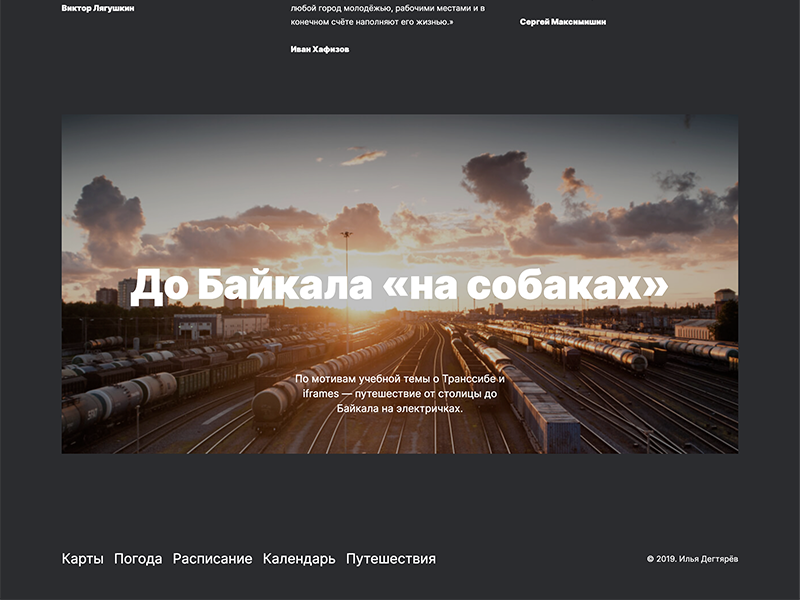 Виктор Лягушкин
любой город молодёжью, рабочими местами и в
конечном счёте наполняют его жизнью.»
Иван Хафизов
Сергей Максимишин
До Байкала «на собаках»
По мотивам учебной темы о Транссибе и
iframes — путешествие от столицы до
Байкала на электричках.
Карты Погода Расписание Календарь Путешествия
© 2019. Илья Дегтярёв